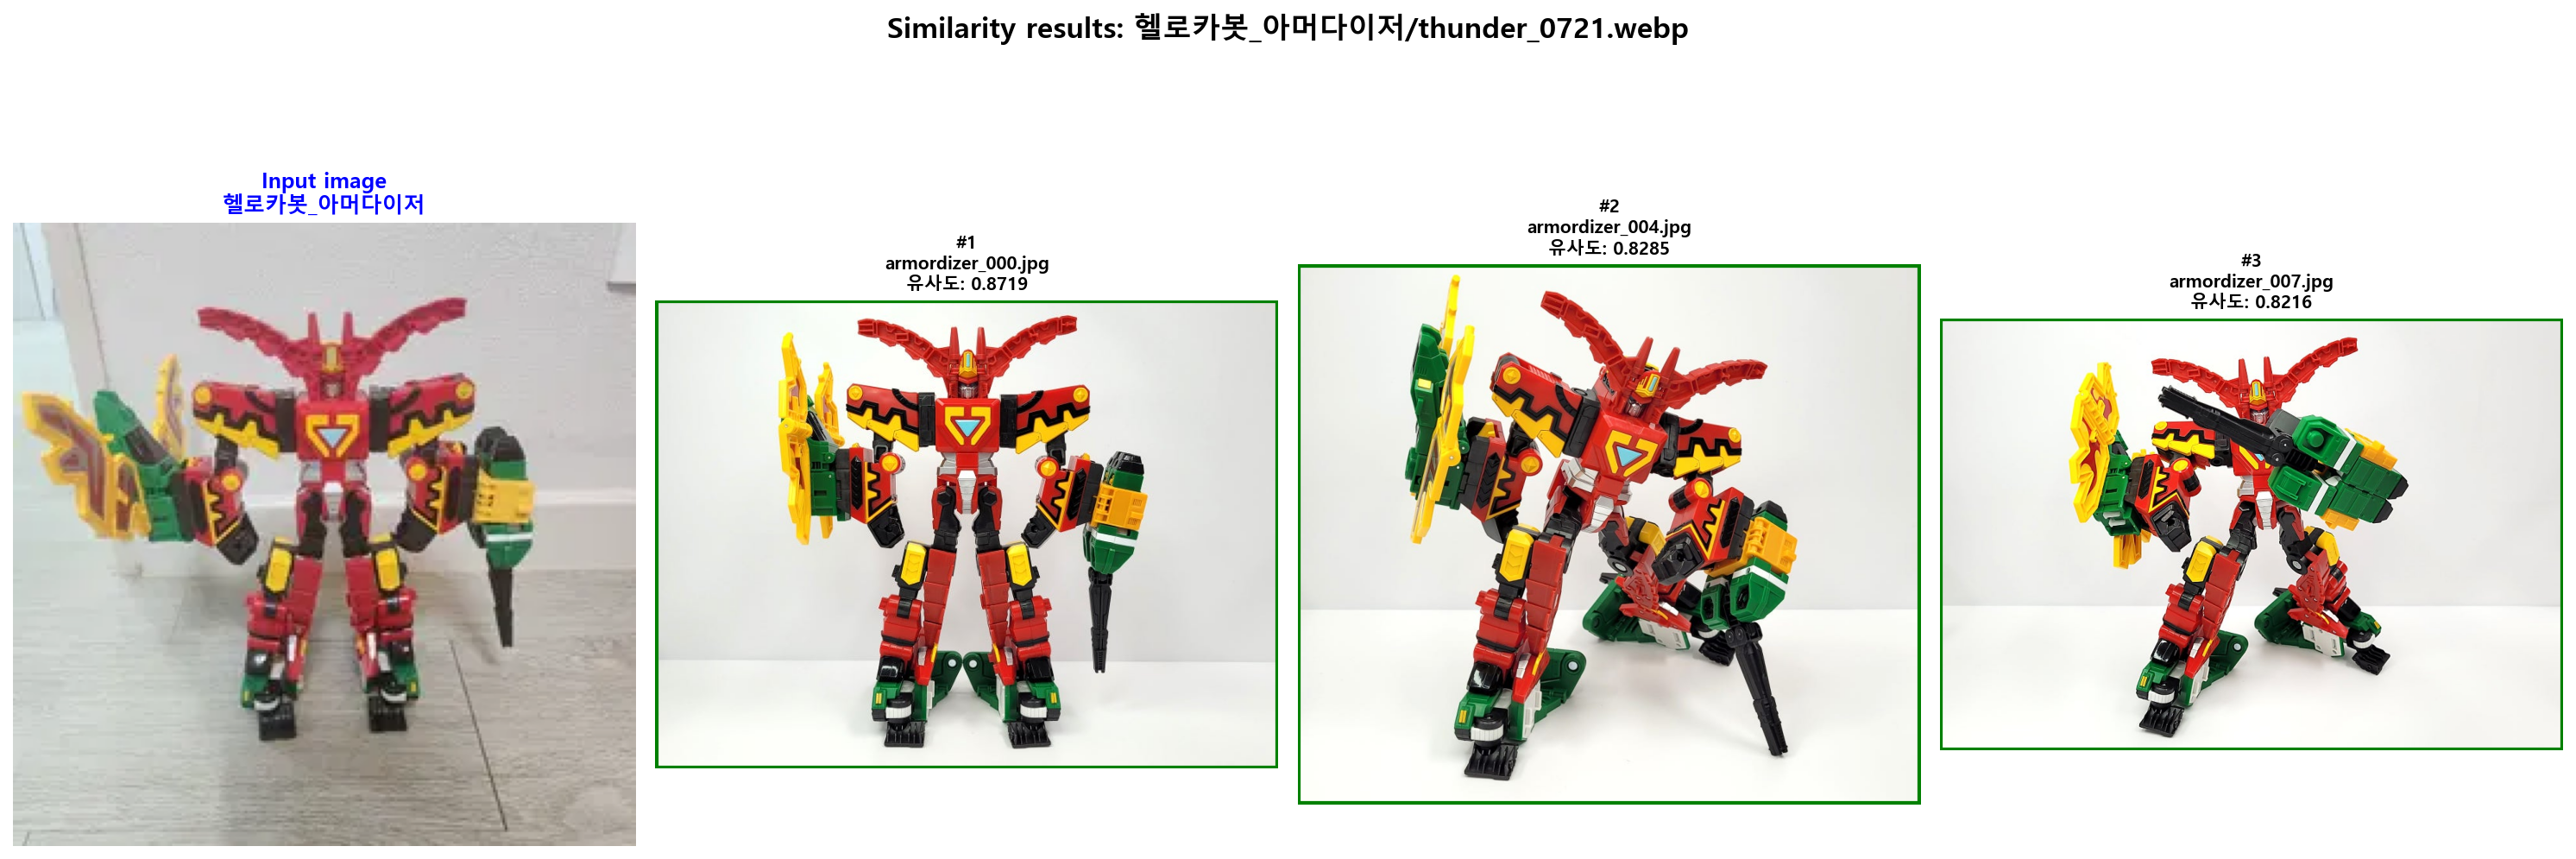 Similarity results: 헬로카봇_아머다이저/thunder_0721.webp
Input image
헬로카봇_아머다이저
#1
armordizer_000.jpg
유사도: 0.8719
#2
armordizer_004.jpg
유사도: 0.8285
#3
armordizer_007.jpg
유사도: 0.8216